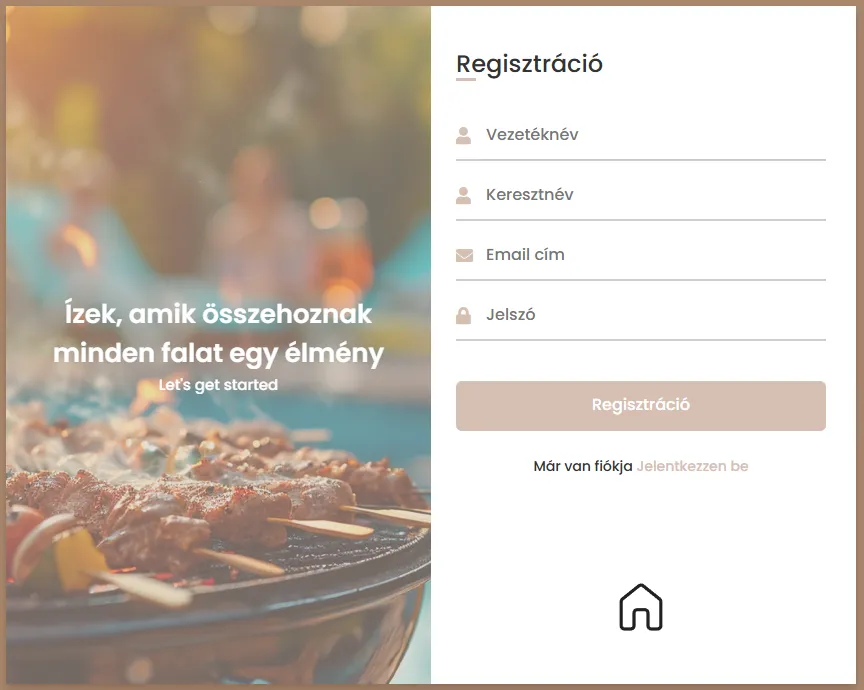 Ízek, amik összehoznak
minden falat egy élmény
Let's get started
Regisztráció
Vezetéknév
Keresztnév
Email cím
Jelszó
Regisztráció
Már van fiókja Jelentkezzen be